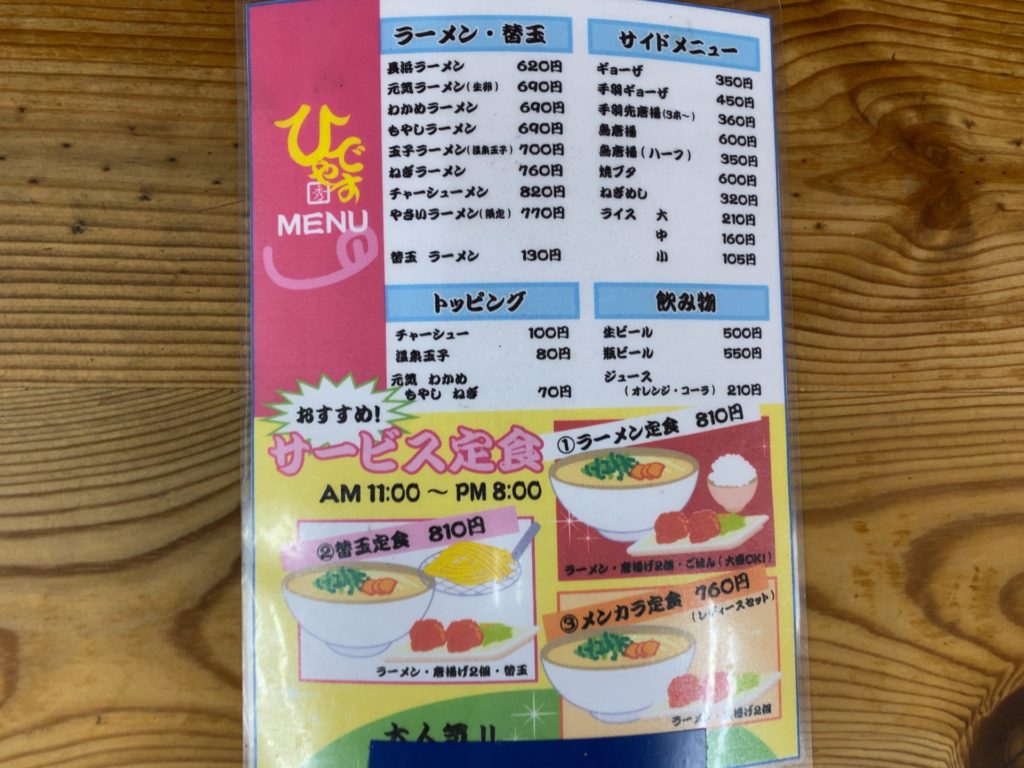 ひでやす
秀
MENU
ラーメン・替玉
長浜ラーメン 620円
元気ラーメン(生卵) 690円
わかめラーメン 690円
もやしラーメン 690円
玉子ラーメン(温泉玉子) 700円
ねぎラーメン 760円
チャーシューメン 820円
やさいラーメン(限定) 770円
替玉 ラーメン 130円
サイドメニュー
ギョーザ 350円
手羽ギョーザ 450円
手羽先唐揚(3本〜) 360円
鳥唐揚 600円
鳥唐揚(ハーフ) 350円
焼ブタ 600円
ねぎめし 320円
ライス 大 210円
中 160円
小 105円
トッピング
チャーシュー 100円
温泉玉子 80円
元気 わかめ
もやし ねぎ 70円
飲み物
生ビール 500円
瓶ビール 550円
ジュース
(オレンジ・コーラ) 210円
おすすめ!
サービス定食
AM 11:00 〜 PM 8:00
①ラーメン定食 810円
ラーメン・唐揚げ2個・ごはん(大盛OK!)
②替玉定食 810円
ラーメン・唐揚げ2個・替玉
③メンカラ定食 760円
(レディースセット)
ラーメン・唐揚げ2個
大人気!!